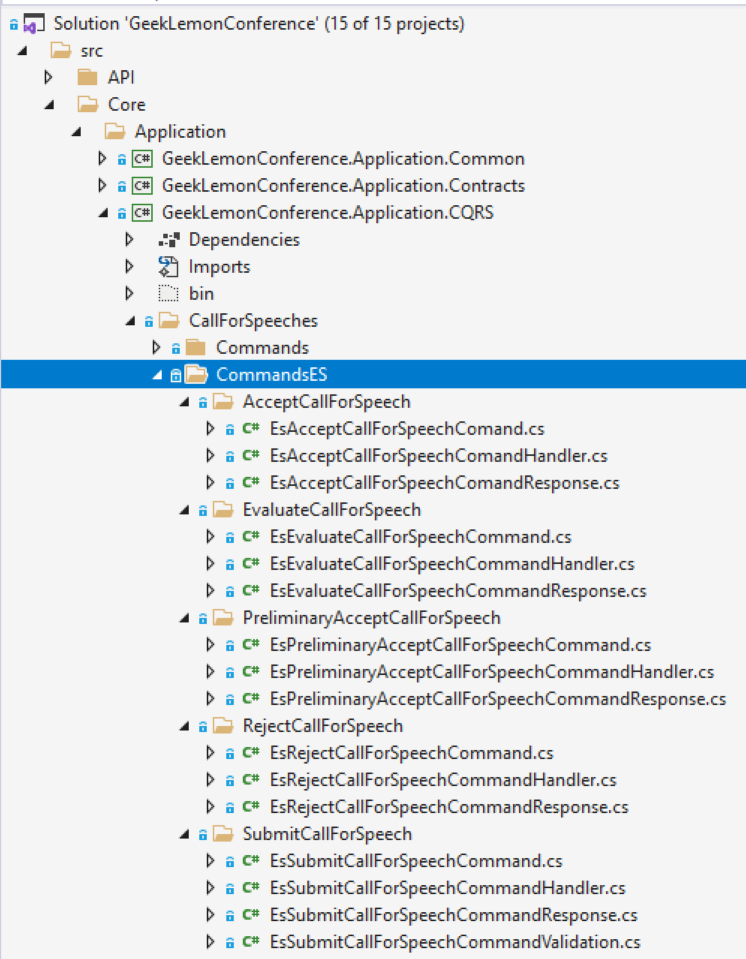 Solution 'GeekLemonConference' (15 of 15 projects)
src
API
Core
Application
C# GeekLemonConference.Application.Common
C# GeekLemonConference.Application.Contracts
C# GeekLemonConference.Application.CQRS
Dependencies
Imports
bin
CallForSpeeches
Commands
CommandsES
AcceptCallForSpeech
C# EsAcceptCallForSpeechComand.cs
C# EsAcceptCallForSpeechComandHandler.cs
C# EsAcceptCallForSpeechComandResponse.cs
EvaluateCallForSpeech
C# EsEvaluateCallForSpeechCommand.cs
C# EsEvaluateCallForSpeechCommandHandler.cs
C# EsEvaluateCallForSpeechCommandResponse.cs
PreliminaryAcceptCallForSpeech
C# EsPreliminaryAcceptCallForSpeechCommand.cs
C# EsPreliminaryAcceptCallForSpeechCommandHandler.cs
C# EsPreliminaryAcceptCallForSpeechCommandResponse.cs
RejectCallForSpeech
C# EsRejectCallForSpeechCommand.cs
C# EsRejectCallForSpeechCommandHandler.cs
C# EsRejectCallForSpeechCommandResponse.cs
SubmitCallForSpeech
C# EsSubmitCallForSpeechCommand.cs
C# EsSubmitCallForSpeechCommandHandler.cs
C# EsSubmitCallForSpeechCommandResponse.cs
C# EsSubmitCallForSpeechCommandValidation.cs